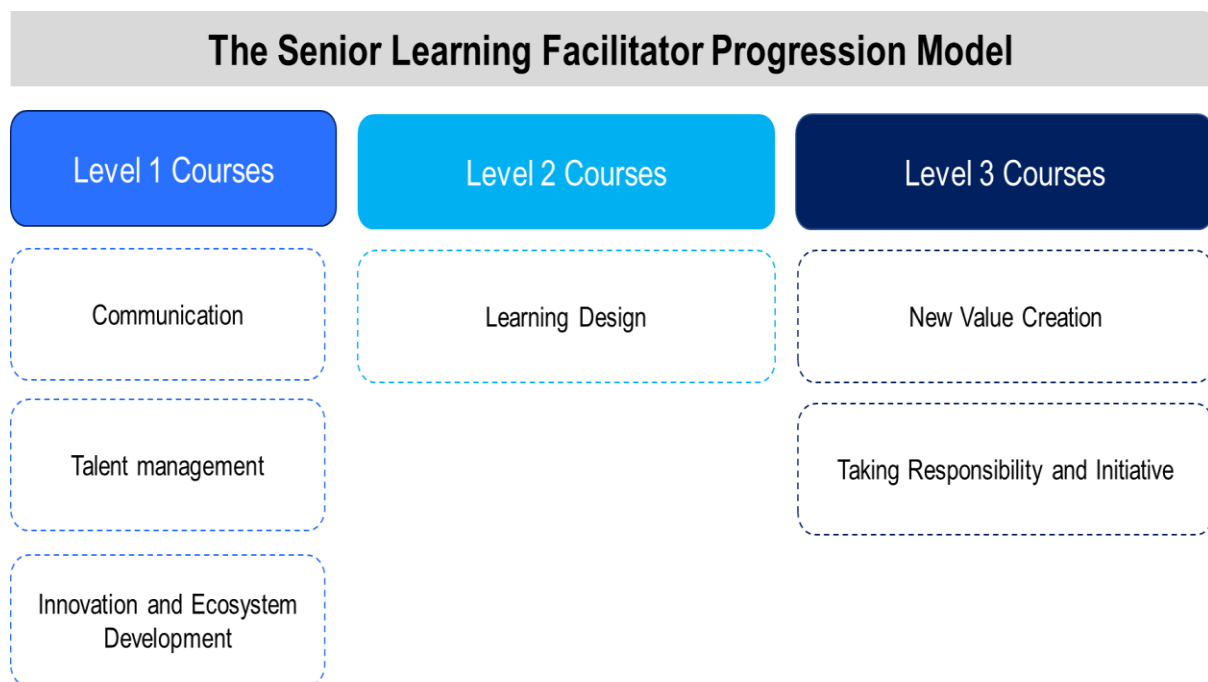 The Senior Learning Facilitator Progression Model
Level 1 Courses
Level 2 Courses
Level 3 Courses
Communication
Learning Design
New Value Creation
Talent management
Taking Responsibility and Initiative
Innovation and Ecosystem
Development